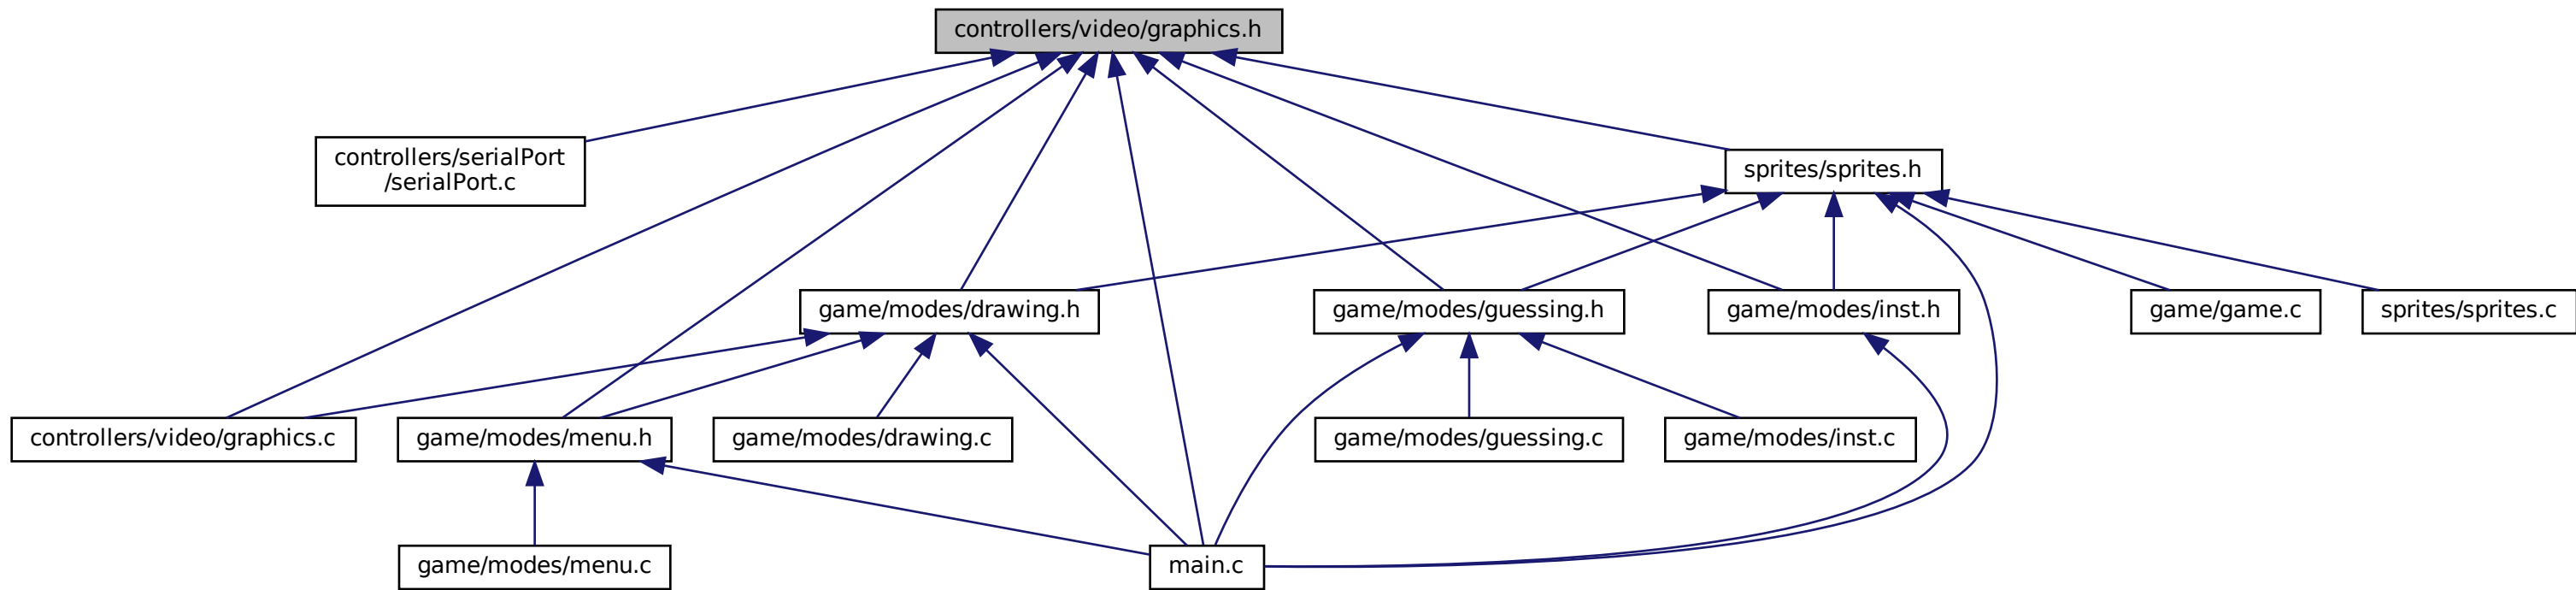 controllers/video/graphics.h
controllers/serialPort
/serialPort.c
sprites/sprites.h
game/modes/drawing.h
game/modes/guessing.h
game/modes/inst.h
game/game.c
sprites/sprites.c
controllers/video/graphics.c
game/modes/menu.h
game/modes/drawing.c
game/modes/guessing.c
game/modes/inst.c
game/modes/menu.c
main.c